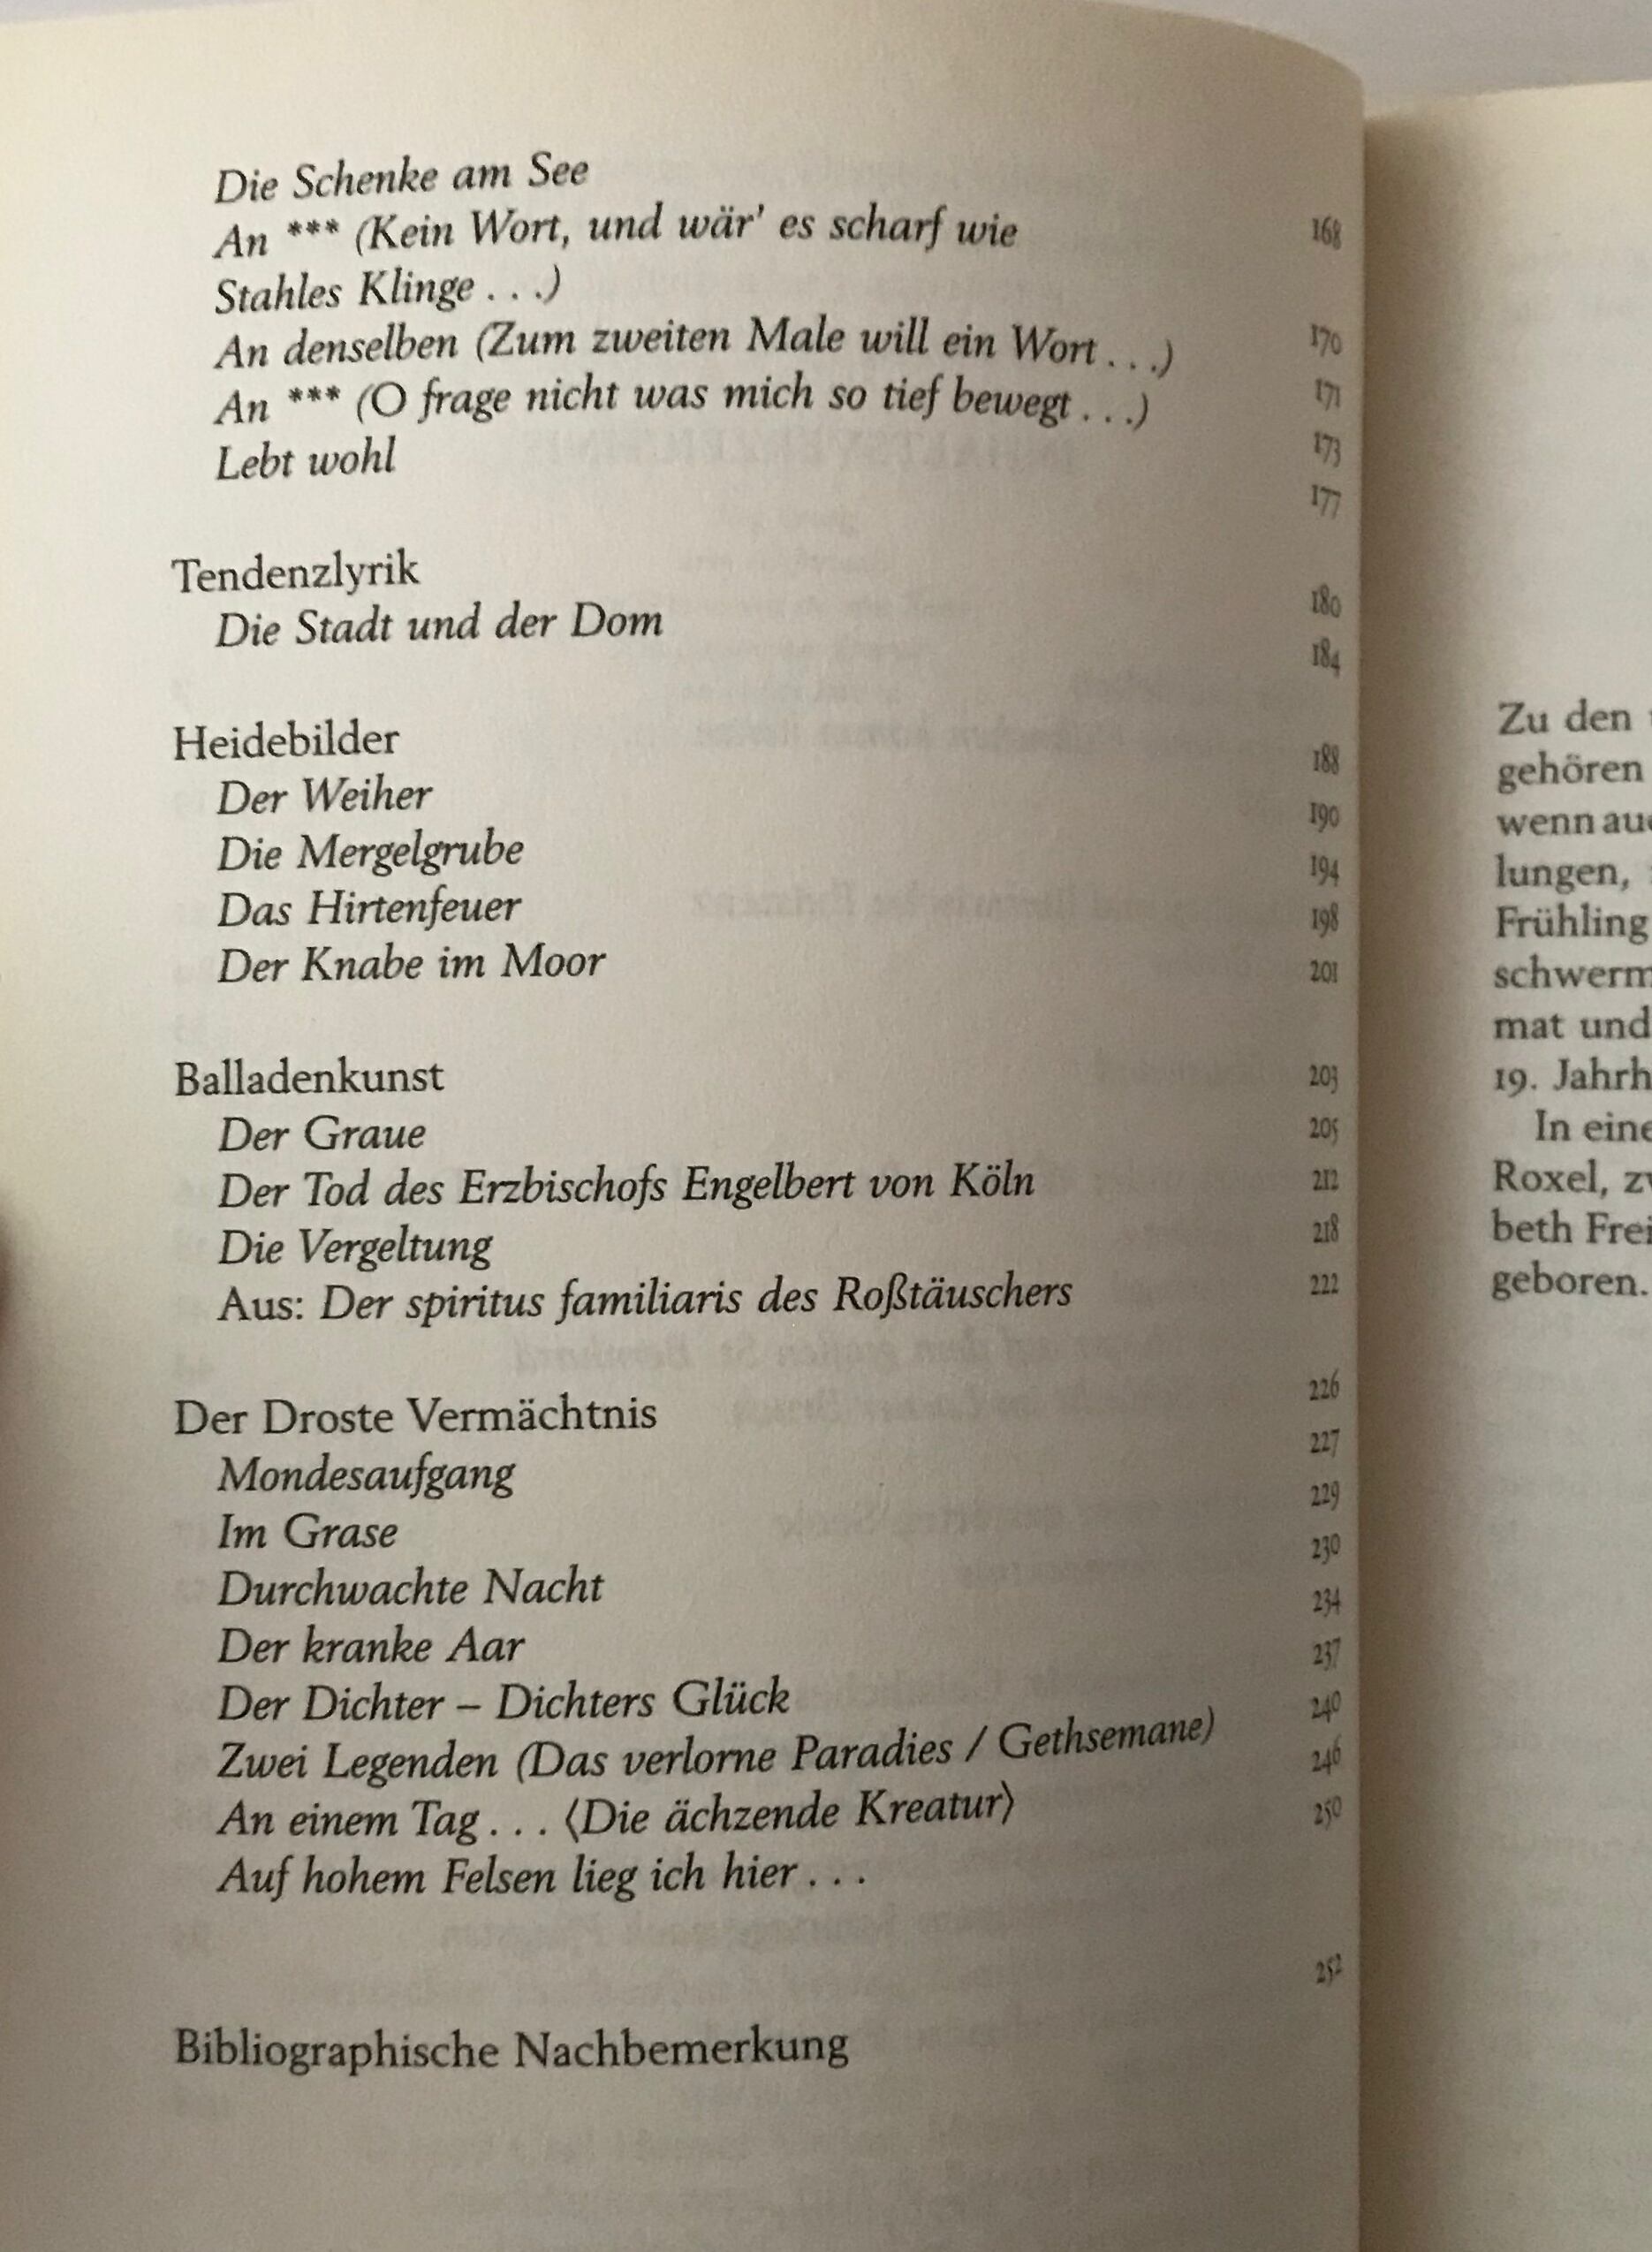 Die Schenke am See 168
An *** (Kein Wort, und wär' es scharf wie
Stahles Klinge . . .) 170
An denselben (Zum zweiten Male will ein Wort . . .) 171
An *** (O frage nicht was mich so tief bewegt . . .) 173
Lebt wohl 177
Tendenzlyrik 180
Die Stadt und der Dom 184
Heidebilder 188
Der Weiher 190
Die Mergelgrube 194
Das Hirtenfeuer 198
Der Knabe im Moor 201
Balladenkunst 203
Der Graue 205
Der Tod des Erzbischofs Engelbert von Köln 212
Die Vergeltung 218
Aus: Der spiritus familiaris des Roßtäuschers 222
Der Droste Vermächtnis 226
Mondesaufgang 227
Im Grase 229
Durchwachte Nacht 230
Der kranke Aar 234
Der Dichter – Dichters Glück 237
Zwei Legenden (Das verlorne Paradies / Gethsemane) 240
An einem Tag . . . ⟨Die ächzende Kreatur⟩ 246
Auf hohem Felsen lieg ich hier . . . 250
Bibliographische Nachbemerkung 252
Zu den
gehören
wenn
lungen,
Frühling
schwerm
mat und
19. Jahrh
In eine
Roxel,
beth Frei
geboren.